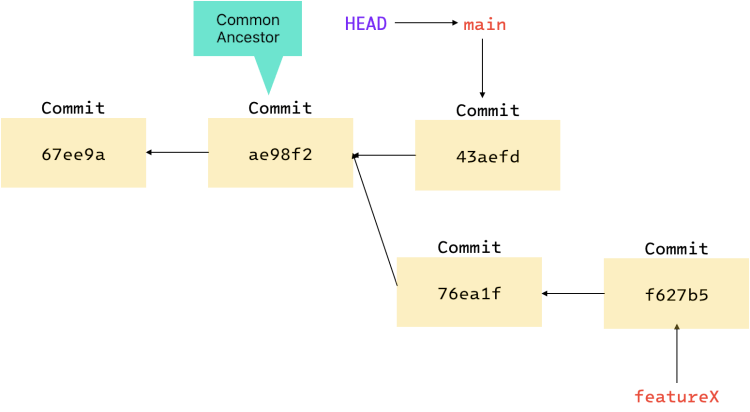 Common
Ancestor
HEAD
main
Commit
Commit
Commit
67ee9a
ae98f2
43aefd
Commit
Commit
76ea1f
f627b5
featureX